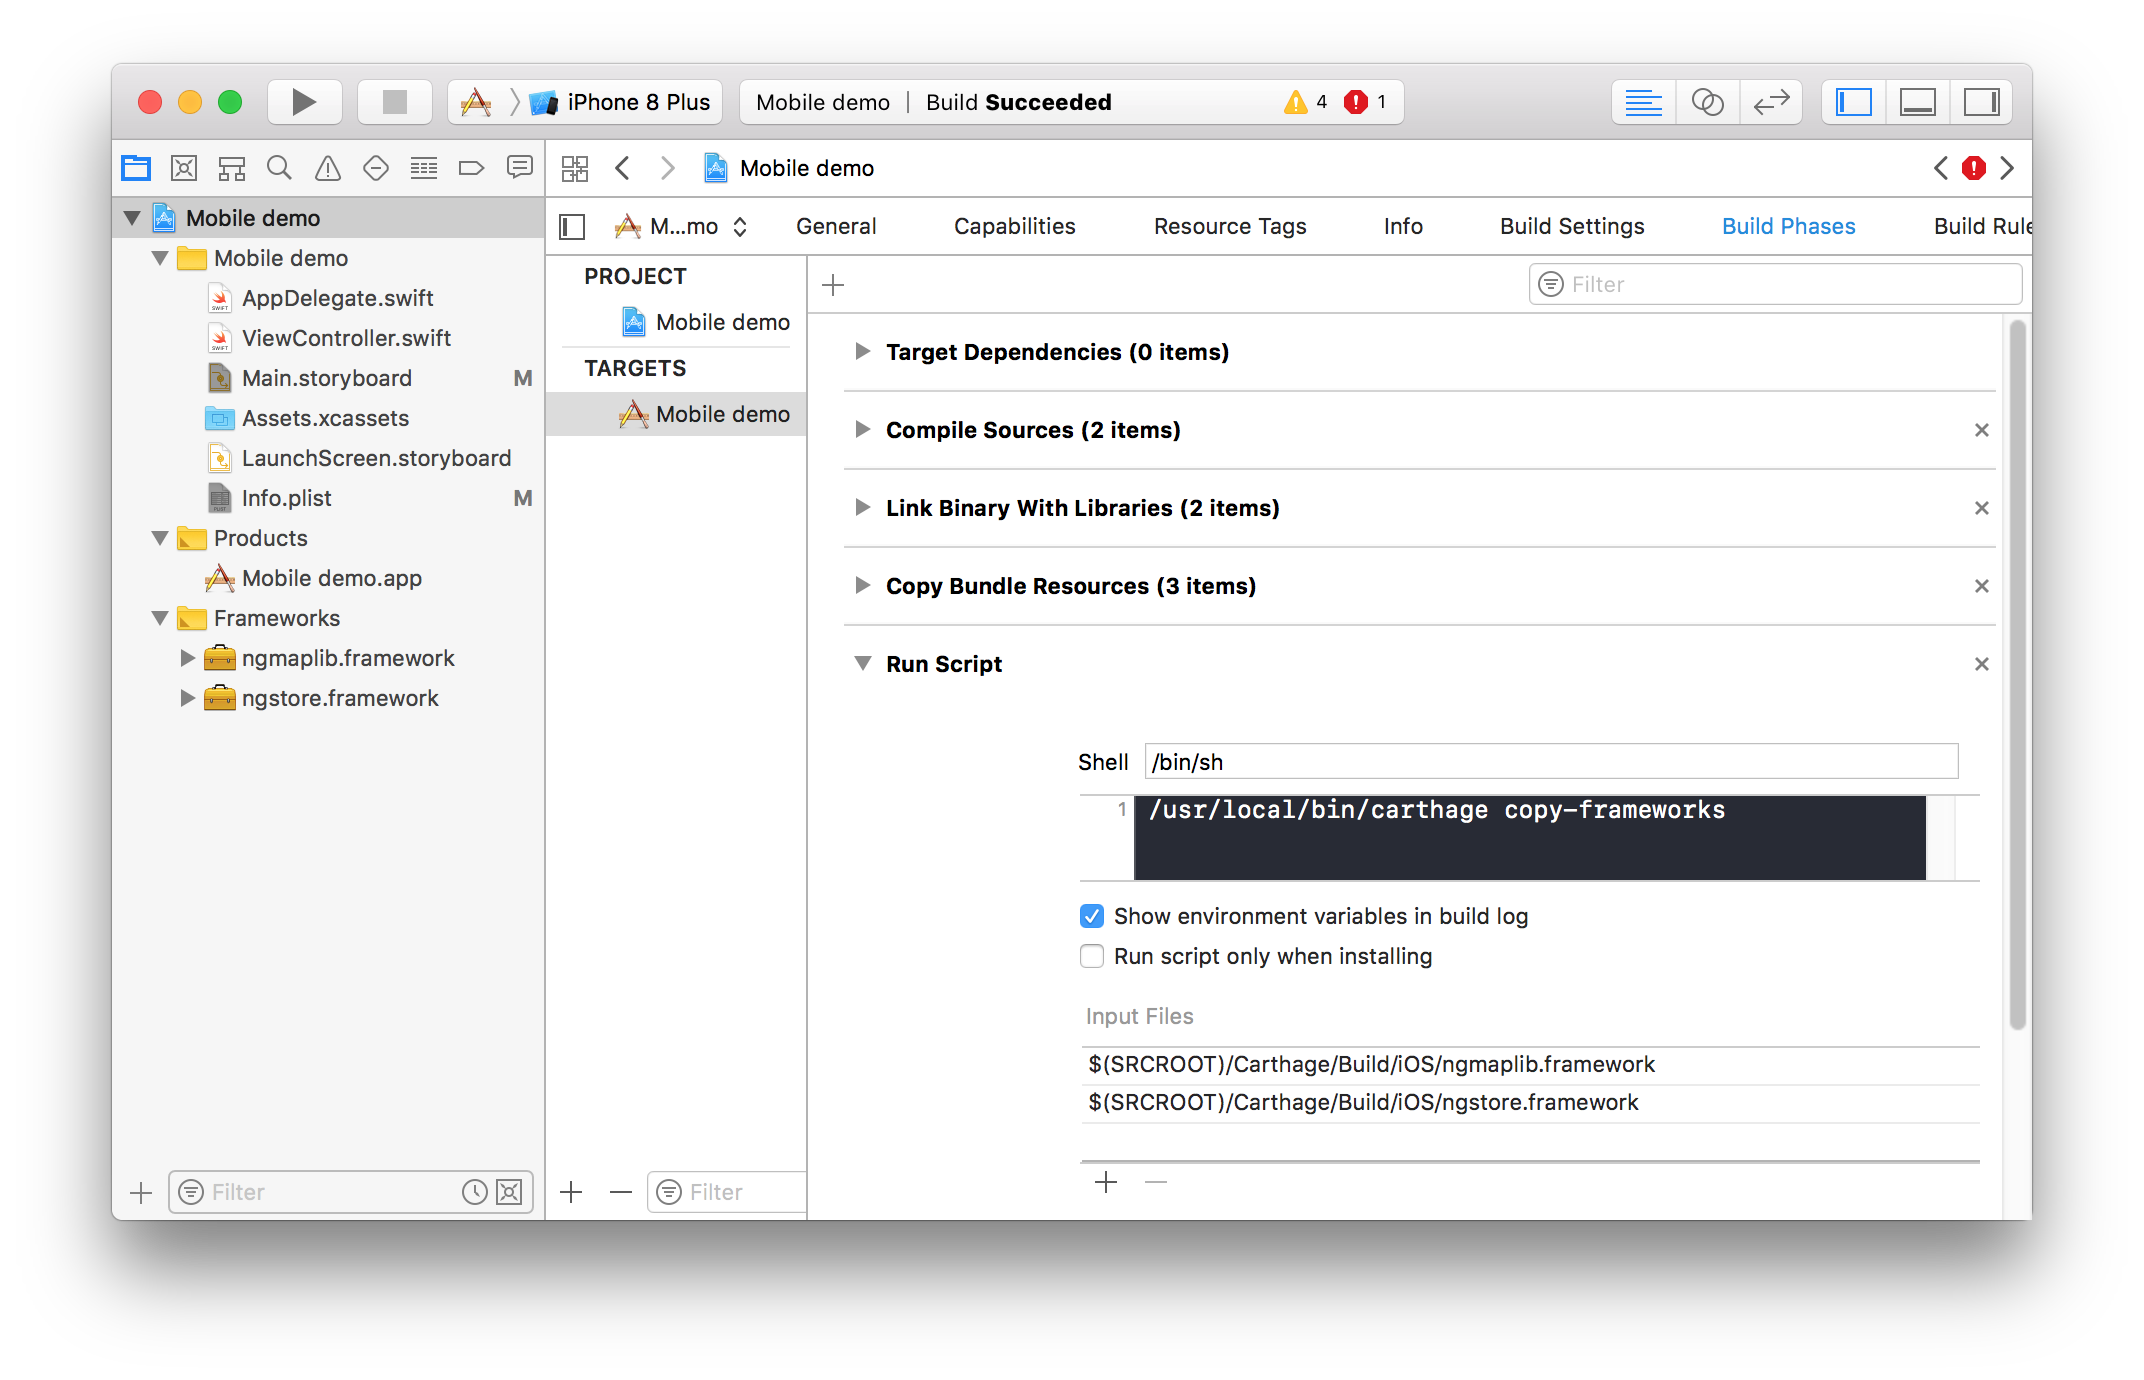 iPhone 8 Plus
Mobile demo | Build Succeeded
4
1
Mobile demo
Mobile demo
AppDelegate.swift
ViewController.swift
Main.storyboard M
Assets.xcassets
LaunchScreen.storyboard
Info.plist M
Products
Mobile demo.app
Frameworks
ngmaplib.framework
ngstore.framework
Filter
Mobile demo
M...mo General Capabilities Resource Tags Info Build Settings Build Phases Build Rule
PROJECT
Mobile demo
TARGETS
Mobile demo
Filter
Filter
Target Dependencies (0 items)
Compile Sources (2 items)
Link Binary With Libraries (2 items)
Copy Bundle Resources (3 items)
Run Script
Shell /bin/sh
1 /usr/local/bin/carthage copy-frameworks
Show environment variables in build log
Run script only when installing
Input Files
$(SRCROOT)/Carthage/Build/iOS/ngmaplib.framework
$(SRCROOT)/Carthage/Build/iOS/ngstore.framework